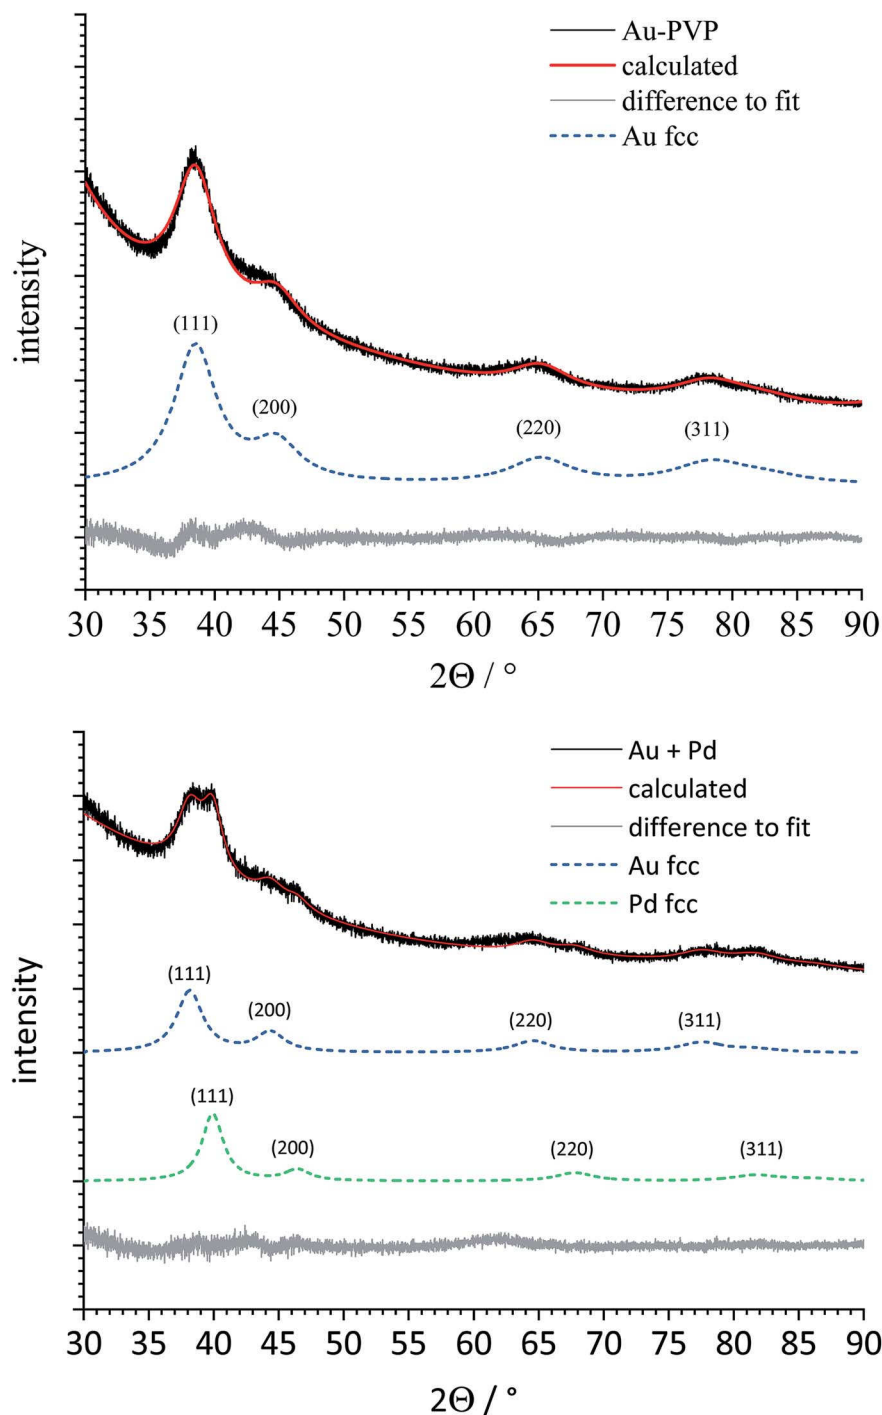 Au-PVP
calculated
difference to fit
Au fcc
intensity
(111)
(200)
(220)
(311)
30 35 40 45 50 55 60 65 70 75 80 85 90
2Θ / °
Au + Pd
calculated
difference to fit
Au fcc
Pd fcc
intensity
(111)
(200)
(220)
(311)
(111)
(200)
(220)
(311)
30 35 40 45 50 55 60 65 70 75 80 85 90
2Θ / °